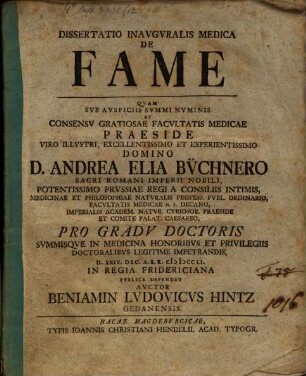 DISSERTATIO INAVGVRALIS MEDICA
DE
FAME
QVAM
SVB AVSPICIIS SVMMI NVMINIS
ET
CONSENSV GRATIOSAE FACVLTATIS MEDICAE
PRAESIDE
VIRO ILLVSTRI, EXCELLENTISSIMO ET EXPERIENTISSIMO
DOMINO
D. ANDREA ELIA BÜCHNERO
SACRI ROMANI IMPERII NOBILI,
POTENTISSIMO PRVSSIAE REGI A CONSILIIS INTIMIS,
MEDICINAE ET PHILOSOPHIAE NATVRALIS PROFESS. PVBL. ORDINARIO,
FACVLTATIS MEDICAE H. T. DECANO,
IMPERIALIS ACADEM. NATVR. CVRIOSOR. PRAESIDE
ET COMITE PALAT. CAESAREO,
PRO GRADV DOCTORIS
SVMMISQVE IN MEDICINA HONORIBVS ET PRIVILEGIIS
DOCTORALIBVS LEGITIME IMPETRANDIS,
D. XXIV. DEC. A. S. R. cIɔIɔccLI.
IN REGIA FRIDERICIANA
PVBLICE DEFENDET
AVCTOR
BENIAMIN LVDOVICVS HINTZ
GEDANENSIS.
HALAE MAGDEBVRGICAE,
TYPIS IOANNIS CHRISTIANI HENDELII, ACAD. TYPOGR.